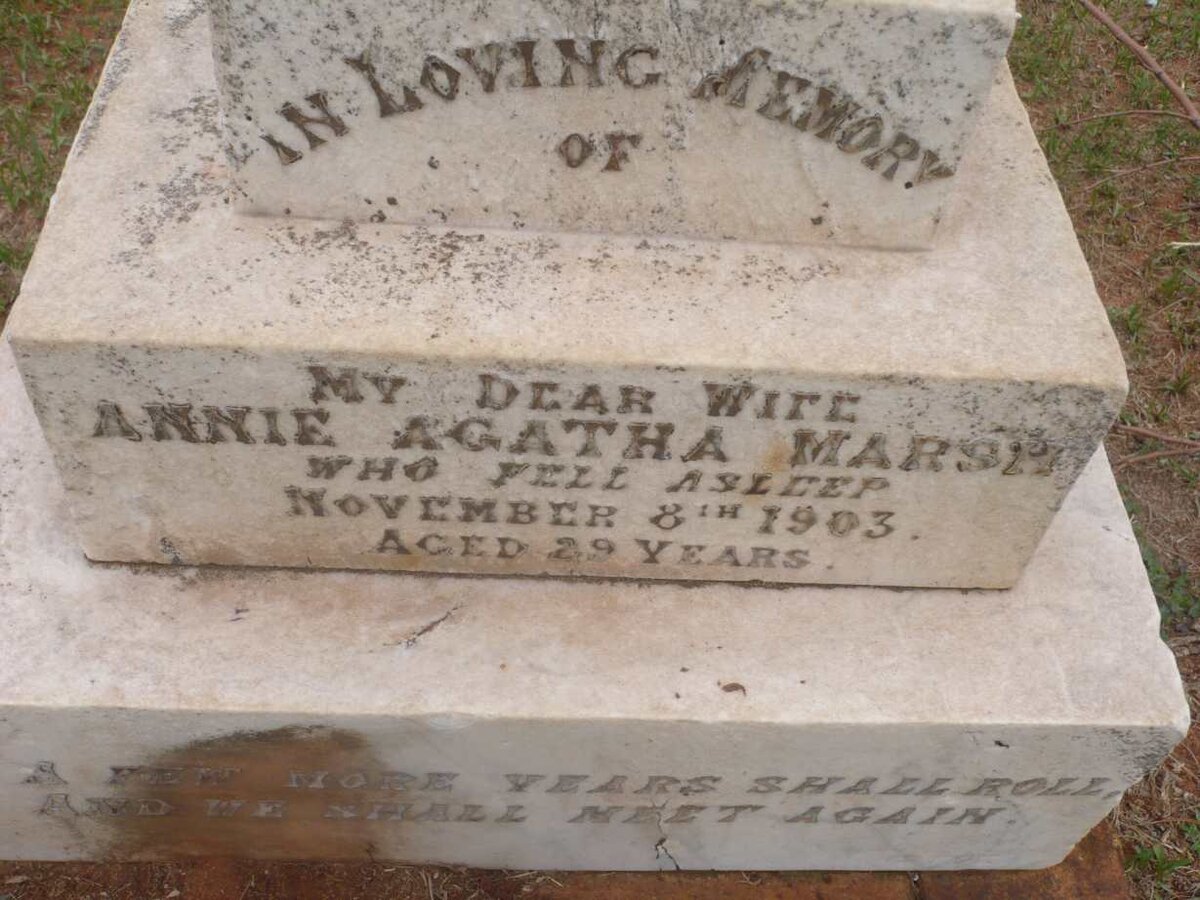 IN LOVING MEMORY
OF
MY DEAR WIFE
ANNIE AGATHA MARSH
WHO FELL ASLEEP
NOVEMBER 8TH 1903.
AGED 29 YEARS.
A FEW MORE YEARS SHALL ROLL,
AND WE SHALL MEET AGAIN.